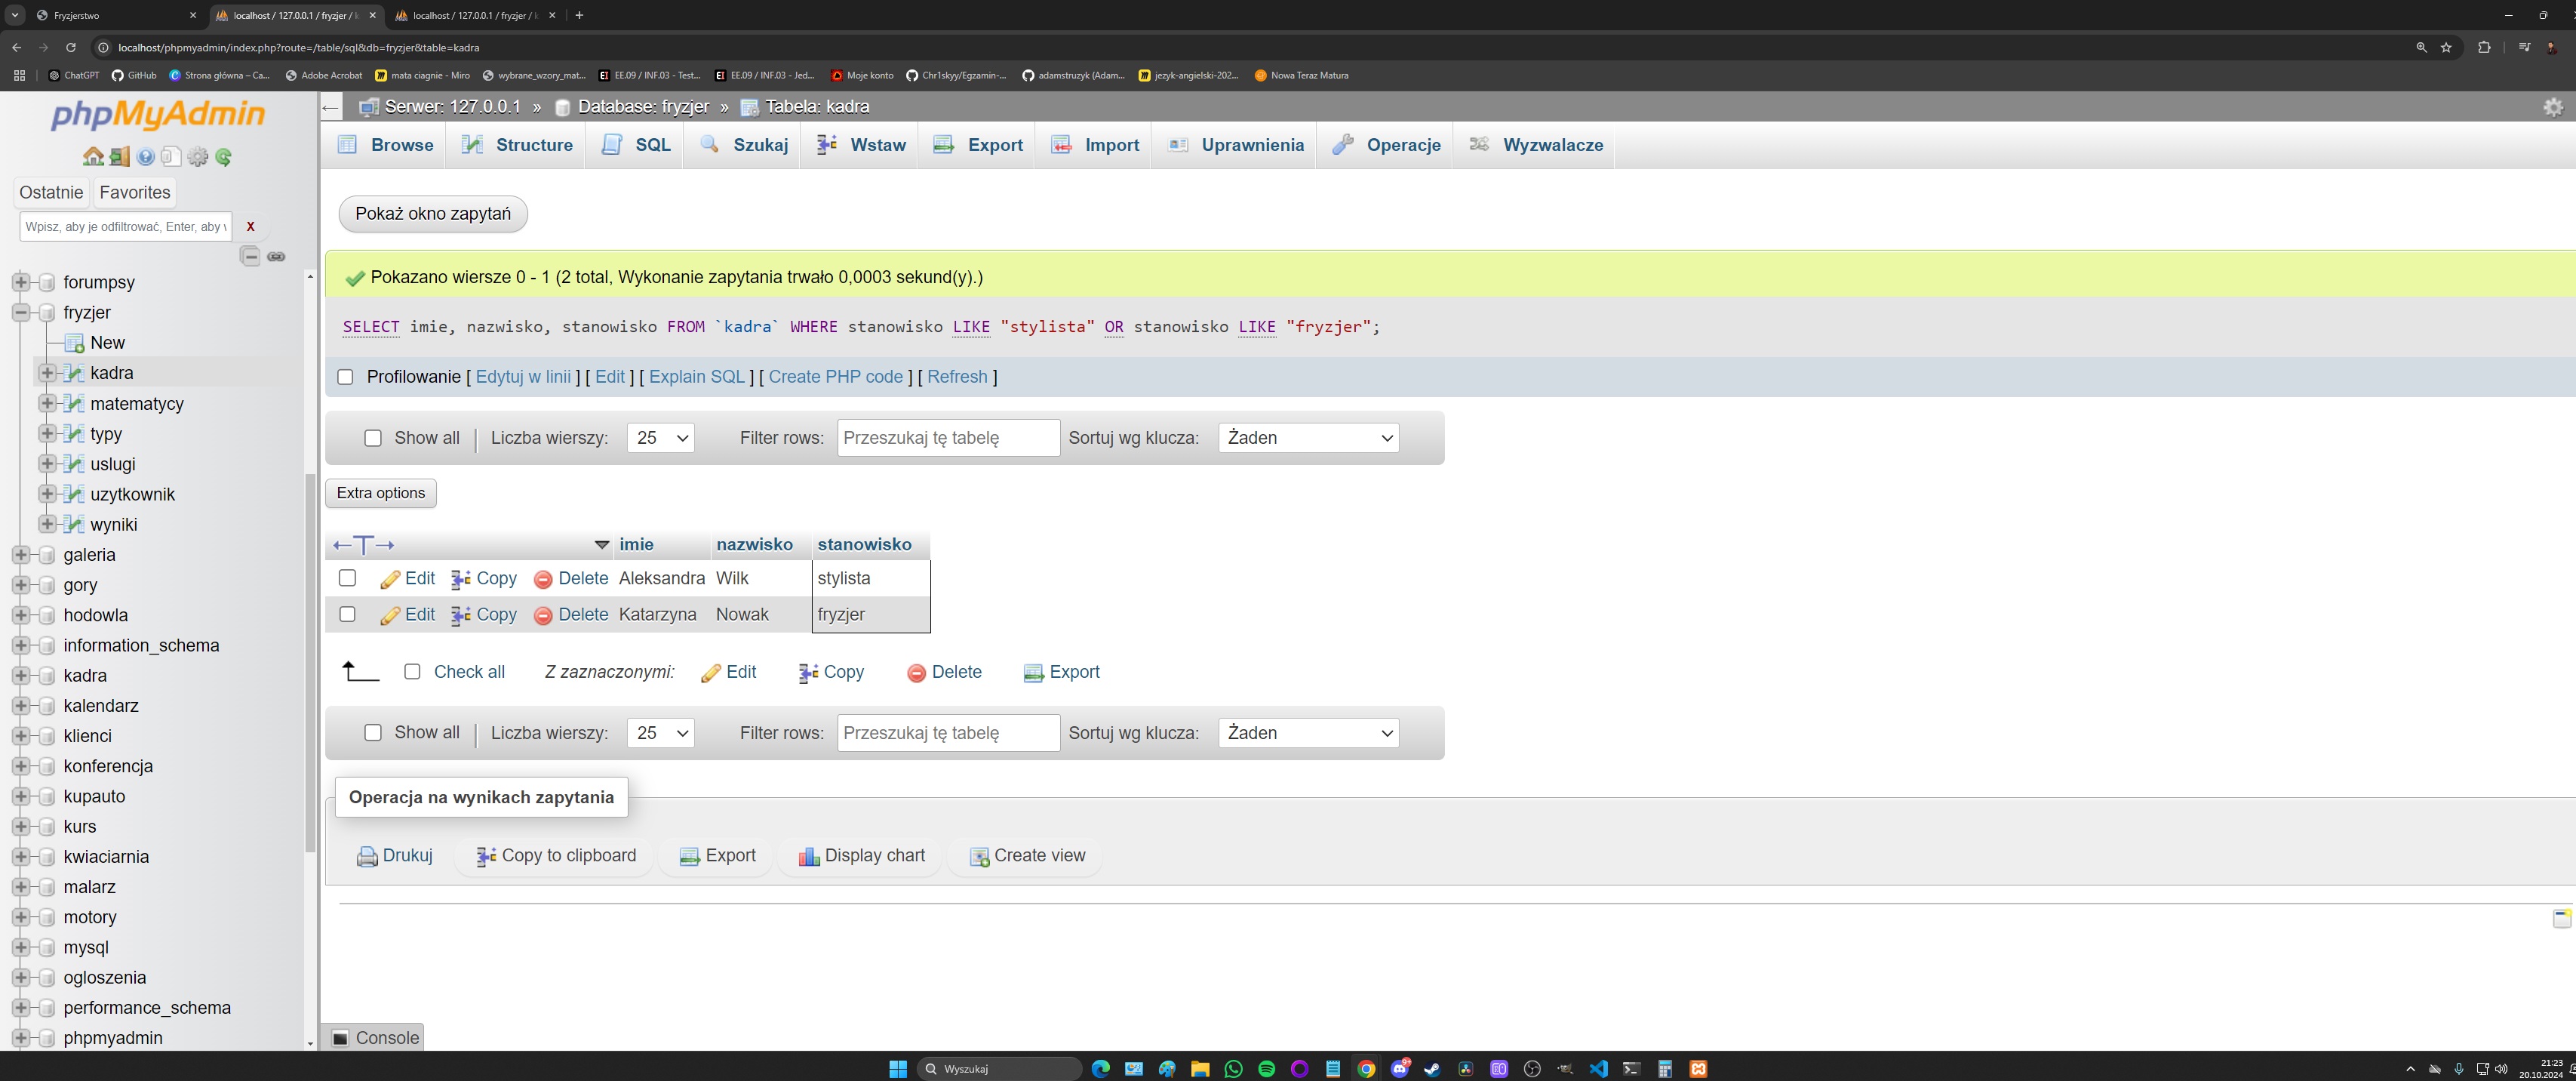 Fryzjerstwo
localhost / 127.0.0.1 / fryzjer /
localhost / 127.0.0.1 / fryzjer /
localhost/phpmyadmin/index.php?route=/table/sql&db=fryzjer&table=kadra
ChatGPT
GitHub
Strona główna – Ca...
Adobe Acrobat
mata ciagnie - Miro
wybrane_wzory_mat...
EE.09 / INF.03 - Test...
EE.09 / INF.03 - Jed...
Moje konto
Chr1skyy/Egzamin-...
adamstruzyk (Adam...
jezyk-angielski-202...
Nowa Teraz Matura
phpMyAdmin
Ostatnie Favorites
Wpisz, aby je odfiltrować, Enter, aby
X
forumpsy
fryzjer
New
kadra
matematycy
typy
uslugi
uzytkownik
wyniki
galeria
gory
hodowla
information_schema
kadra
kalendarz
klienci
konferencja
kupauto
kurs
kwiaciarnia
malarz
motory
mysql
ogloszenia
performance_schema
phpmyadmin
Serwer: 127.0.0.1 » Database: fryzjer » Tabela: kadra
Browse Structure SQL Szukaj Wstaw Export Import Uprawnienia Operacje Wyzwalacze
Pokaż okno zapytań
Pokazano wiersze 0 - 1 (2 total, Wykonanie zapytania trwało 0,0003 sekund(y).)
SELECT imie, nazwisko, stanowisko FROM `kadra` WHERE stanowisko LIKE "stylista" OR stanowisko LIKE "fryzjer";
Profilowanie [ Edytuj w linii ] [ Edit ] [ Explain SQL ] [ Create PHP code ] [ Refresh ]
Show all | Liczba wierszy: 25 Filter rows: Przeszukaj tę tabelę Sortuj wg klucza: Żaden
Extra options
imie nazwisko stanowisko
Edit Copy Delete Aleksandra Wilk stylista
Edit Copy Delete Katarzyna Nowak fryzjer
Check all Z zaznaczonymi: Edit Copy Delete Export
Show all | Liczba wierszy: 25 Filter rows: Przeszukaj tę tabelę Sortuj wg klucza: Żaden
Operacja na wynikach zapytania
Drukuj Copy to clipboard Export Display chart Create view
Console
Wyszukaj
9+
21:23
20.10.2024